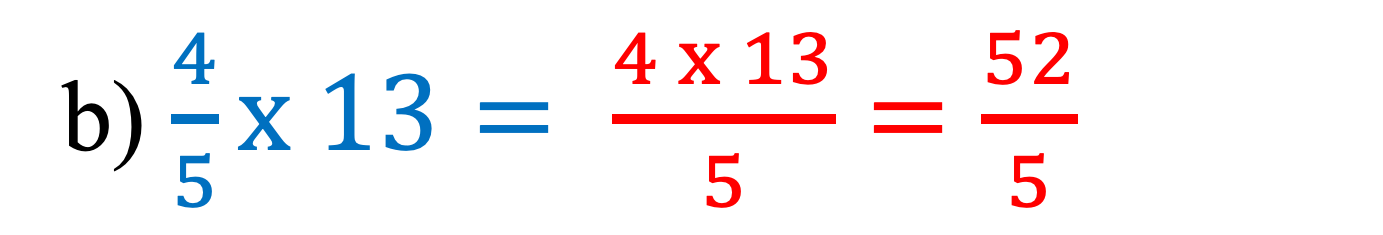 b) 4/5 x 13 = 4 x 13/5 = 52/5